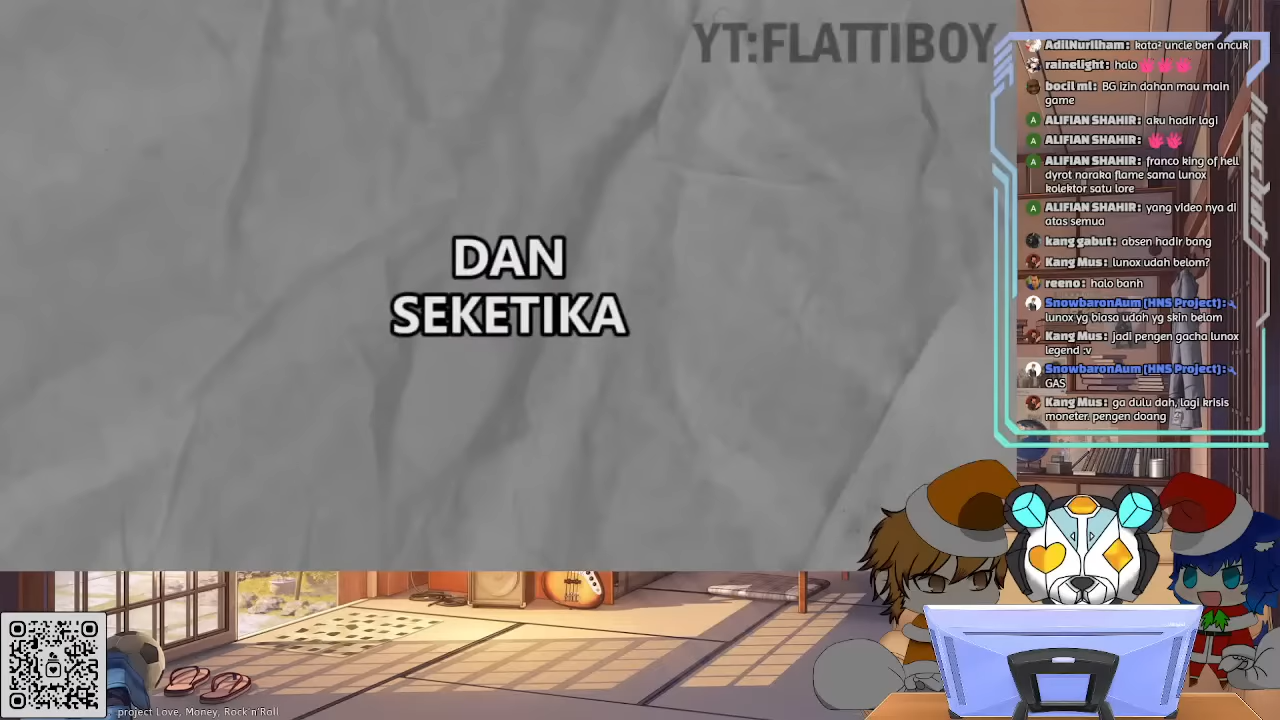 YT:FLATTIBOY
DAN
SEKETIKA
AdilNurilham: kata² uncle ben ancuk
rainelight: halo
bocil ml: BG izin dahan mau main
game
ALIFIAN SHAHIR: aku hadir lagi
ALIFIAN SHAHIR:
ALIFIAN SHAHIR: franco king of hell
dyrot naraka flame sama lunox
kolektor satu lore
ALIFIAN SHAHIR: yang video nya di
atas semua
kang gabut: absen hadir bang
Kang Mus: lunox udah belom?
reeno: halo banh
SnowbaronAum [HNS Project]:
lunox yg biasa udah yg skin belom
Kang Mus: jadi pengen gacha lunox
legend :v
SnowbaronAum [HNS Project]:
GAS
Kang Mus: ga dulu dah, lagi krisis
moneter. pengen doang
livechat
project Love, Money, Rock'n'Roll